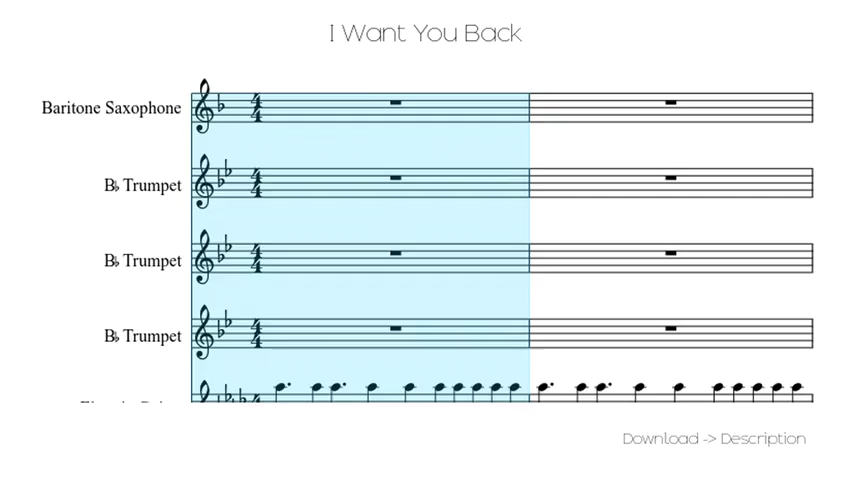 I Want You Back
Baritone Saxophone
B♭ Trumpet
B♭ Trumpet
B♭ Trumpet
Download -> Description